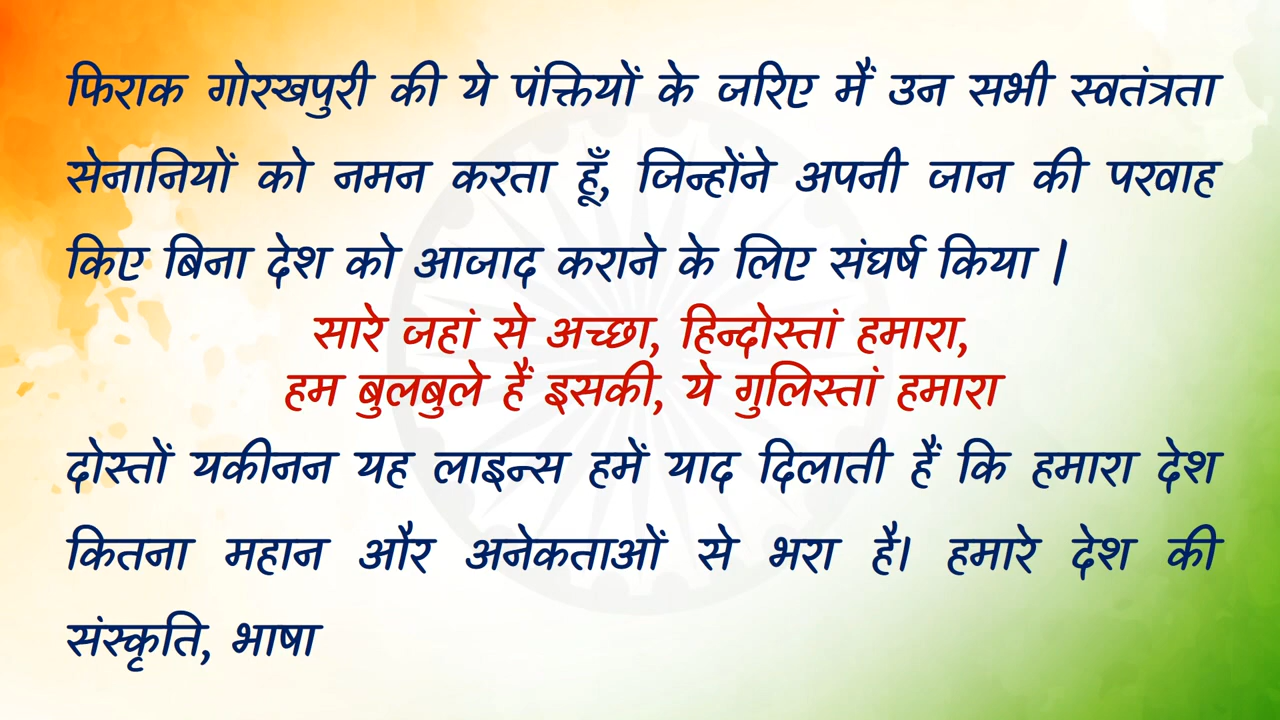 फिराक गोरखपुरी की ये पंक्तियों के जरिए मैं उन सभी स्वतंत्रता
सेनानियों को नमन करता हूँ, जिन्होंने अपनी जान की परवाह
किए बिना देश को आजाद कराने के लिए संघर्ष किया |
सारे जहां से अच्छा, हिन्दोस्तां हमारा,
हम बुलबुले हैं इसकी, ये गुलिस्तां हमारा
दोस्तों यकीनन यह लाइन्स हमें याद दिलाती हैं कि हमारा देश
कितना महान और अनेकताओं से भरा है। हमारे देश की
संस्कृति, भाषा